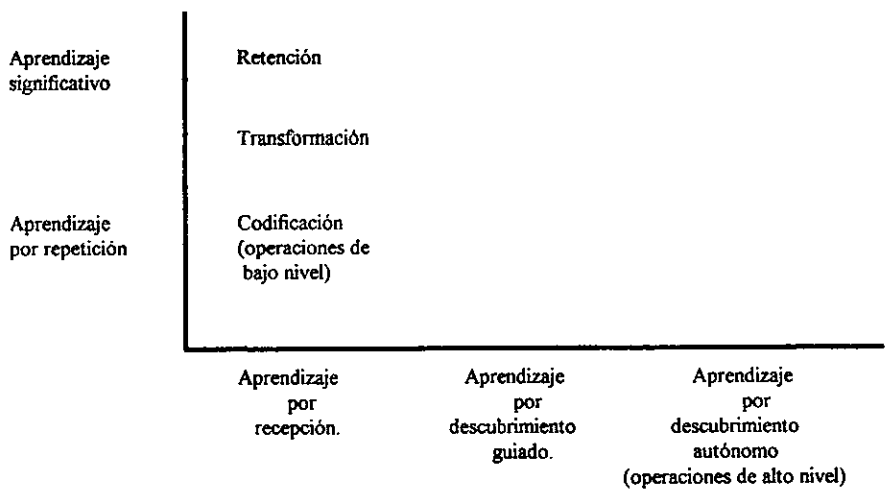 Aprendizaje
significativo
Retención
Transformación
Aprendizaje
por repetición
Codificación
(operaciones de
bajo nivel)
Aprendizaje
por
recepción.
Aprendizaje
por
descubrimiento
guiado.
Aprendizaje
por
descubrimiento
autónomo
(operaciones de alto nivel)